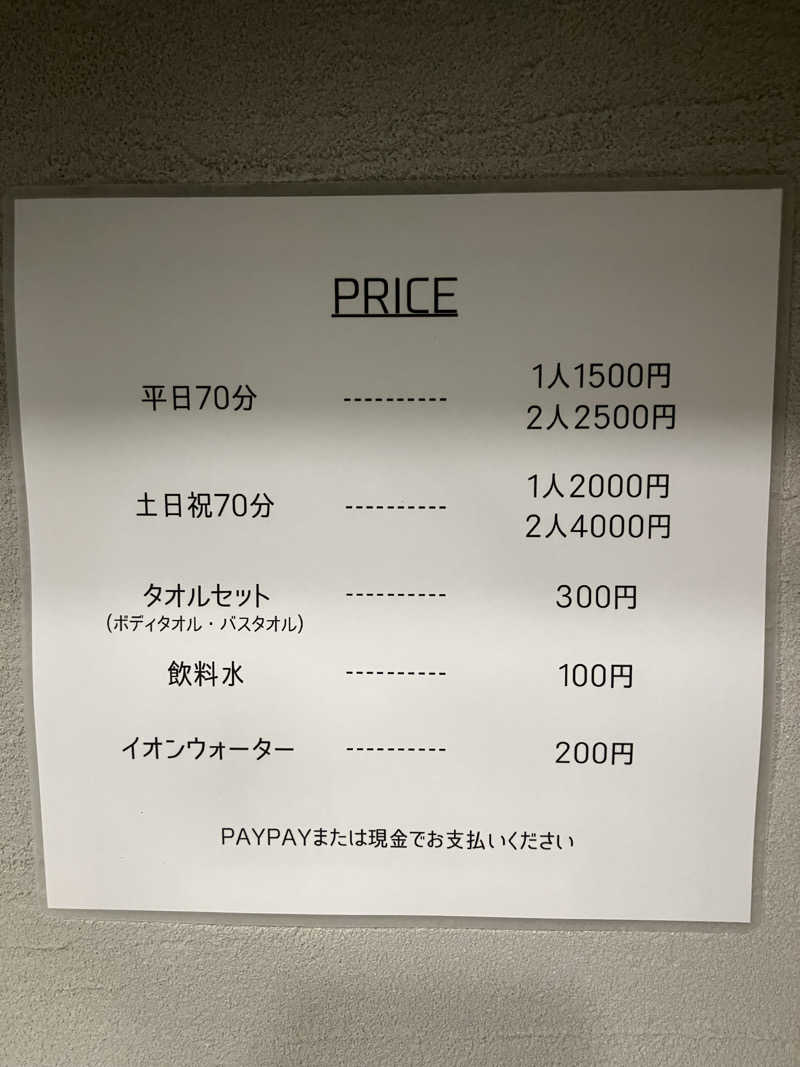 PRICE
平日70分 ---------- 1人1500円
2人2500円
土日祝70分 ---------- 1人2000円
2人4000円
タオルセット ---------- 300円
(ボディタオル・バスタオル)
飲料水 ---------- 100円
イオンウォーター ---------- 200円
PAYPAYまたは現金でお支払いください